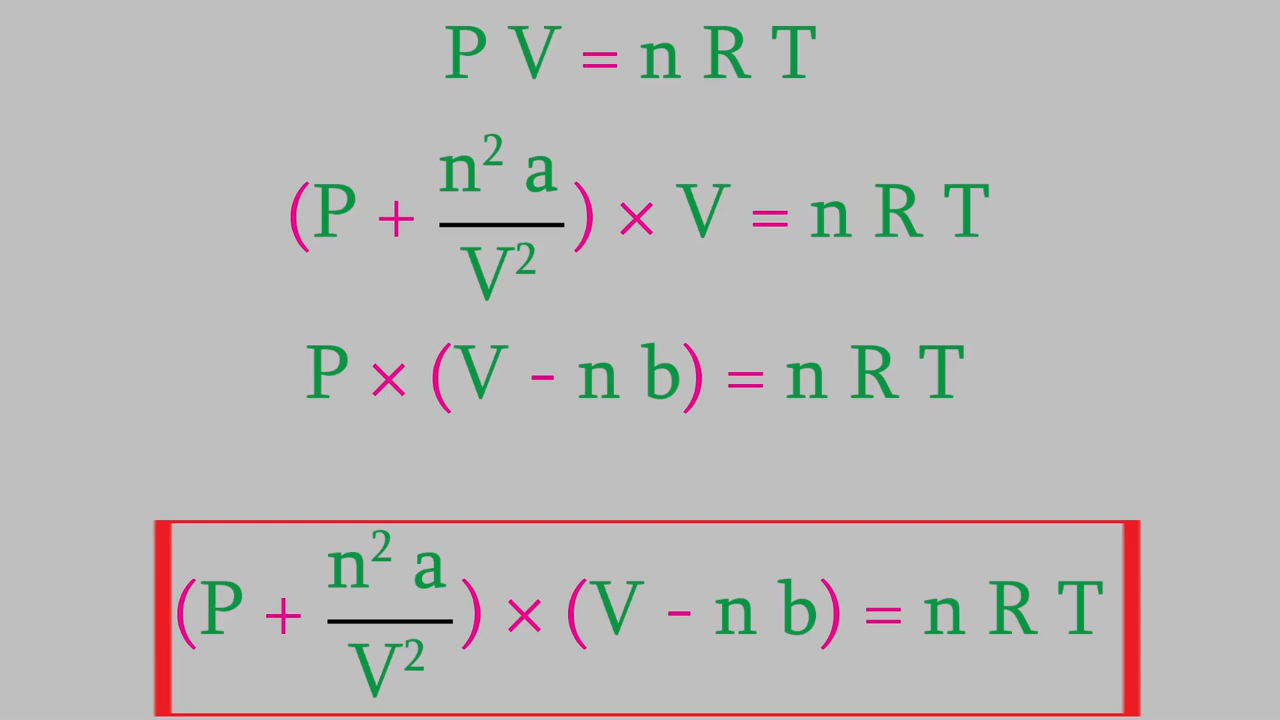 P V = n R T
(P + n² a / V²) × V = n R T
P × (V - n b) = n R T
(P + n² a / V²) × (V - n b) = n R T